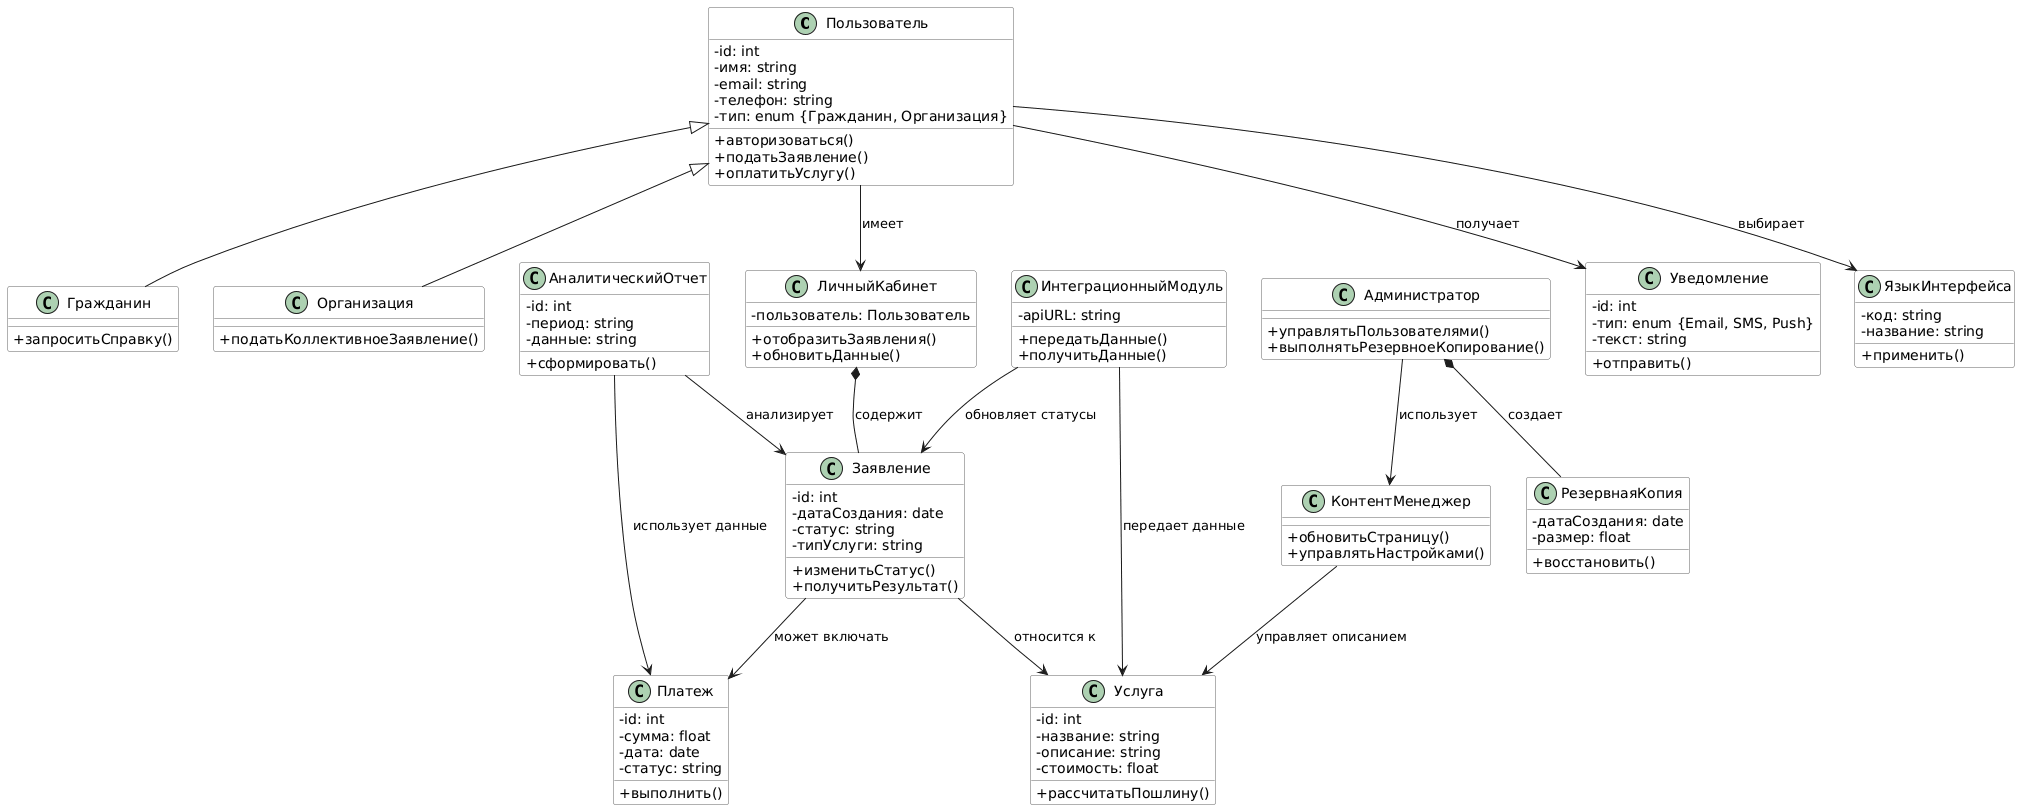 C Пользователь
-id: int
-имя: string
-email: string
-телефон: string
-тип: enum {Гражданин, Организация}
+авторизоваться()
+податьЗаявление()
+оплатитьУслугу()
имеет
получает
выбирает
C Гражданин
+запроситьСправку()
C Организация
+податьКоллективноеЗаявление()
C АналитическийОтчет
-id: int
-период: string
-данные: string
+сформировать()
C ЛичныйКабинет
-пользователь: Пользователь
+отобразитьЗаявления()
+обновитьДанные()
C ИнтеграционныйМодуль
-apiURL: string
+передатьДанные()
+получитьДанные()
C Администратор
+управлятьПользователями()
+выполнятьРезервноеКопирование()
C Уведомление
-id: int
-тип: enum {Email, SMS, Push}
-текст: string
+отправить()
C ЯзыкИнтерфейса
-код: string
-название: string
+применить()
анализирует
содержит
обновляет статусы
использует
создает
C Заявление
-id: int
-датаСоздания: date
-статус: string
-типУслуги: string
+изменитьСтатус()
+получитьРезультат()
использует данные
передает данные
C КонтентМенеджер
+обновитьСтраницу()
+управлятьНастройками()
C РезервнаяКопия
-датаСоздания: date
-размер: float
+восстановить()
может включать
относится к
управляет описанием
C Платеж
-id: int
-сумма: float
-дата: date
-статус: string
+выполнить()
C Услуга
-id: int
-название: string
-описание: string
-стоимость: float
+рассчитатьПошлину()